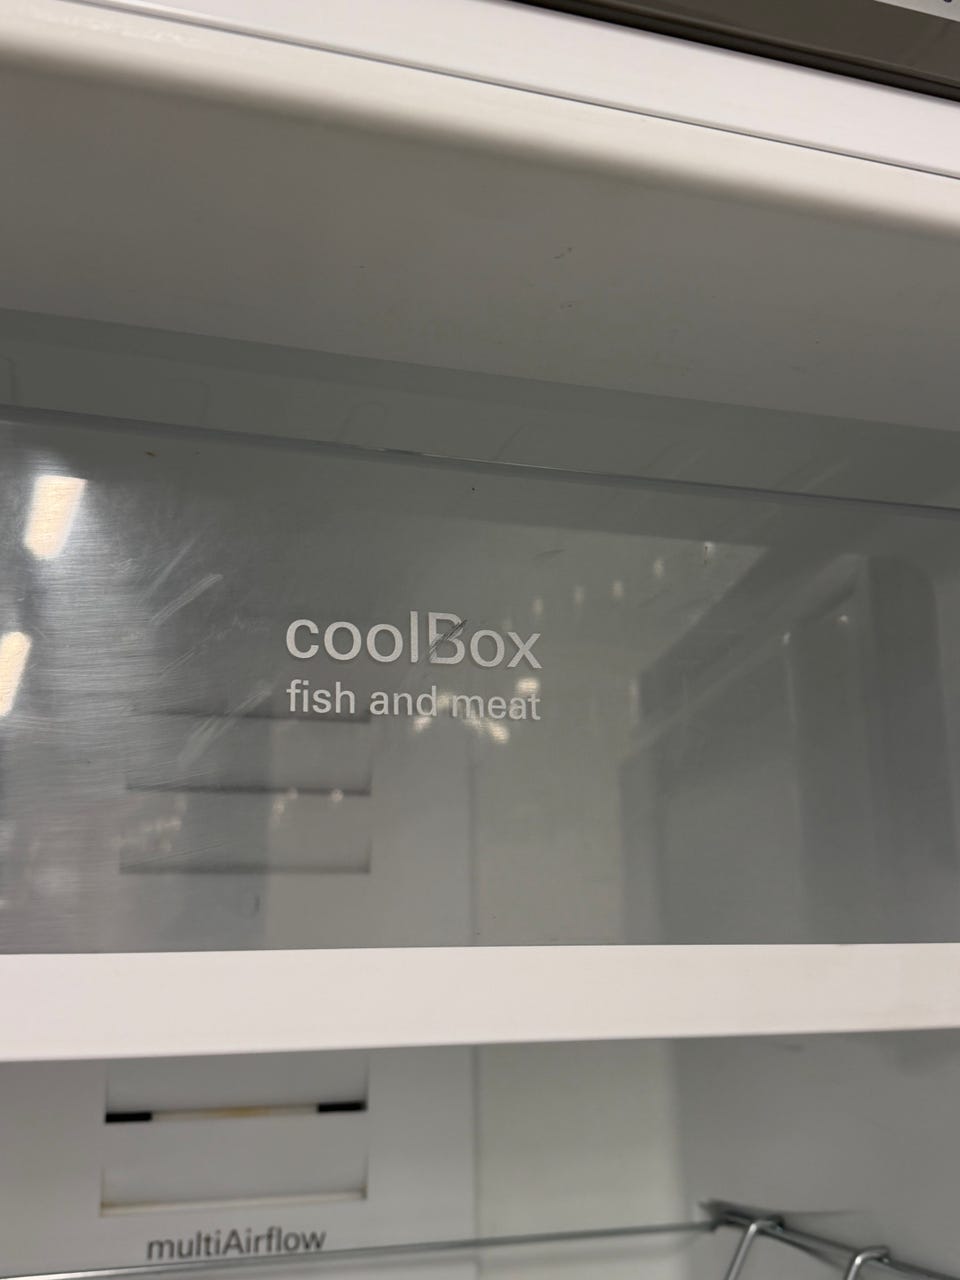 coolBox
fish and meat
multiAirflow